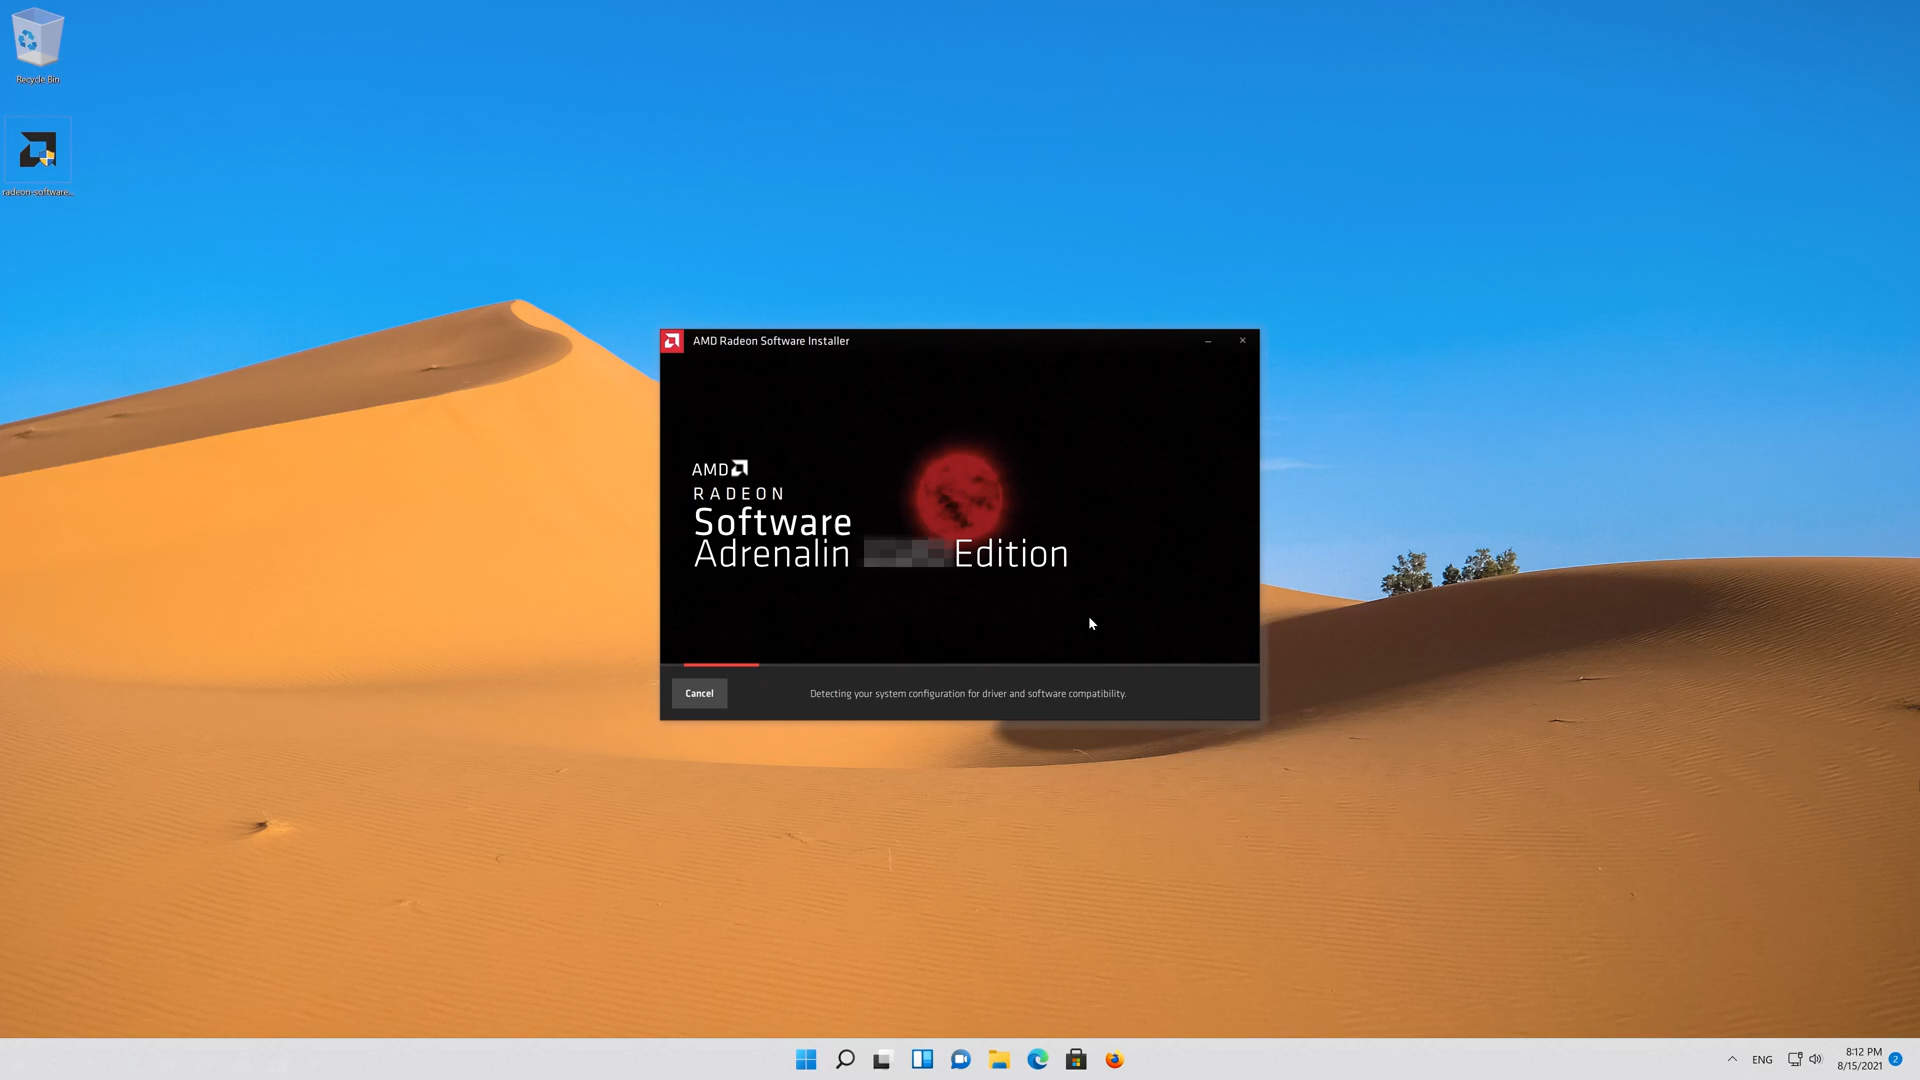 Recycle Bin
radeon-software...
AMD Radeon Software Installer
AMD
RADEON
Software
Adrenalin Edition
Cancel
Detecting your system configuration for driver and software compatibility.
ENG
8:12 PM
8/15/2021
2